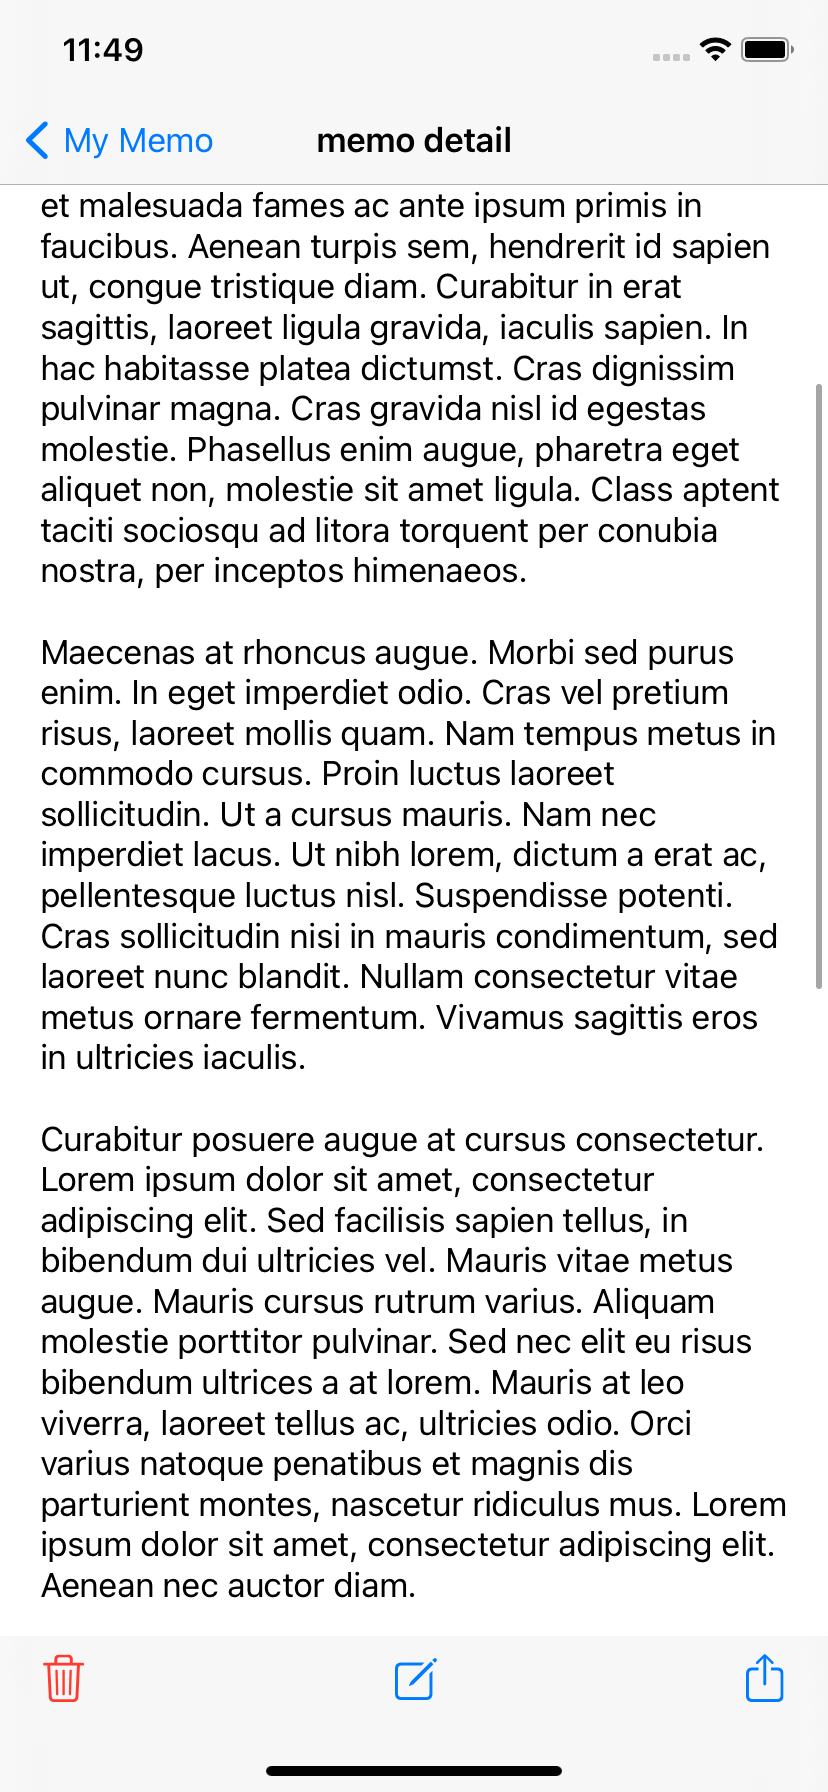 11:49
My Memo
memo detail
et malesuada fames ac ante ipsum primis in
faucibus. Aenean turpis sem, hendrerit id sapien
ut, congue tristique diam. Curabitur in erat
sagittis, laoreet ligula gravida, iaculis sapien. In
hac habitasse platea dictumst. Cras dignissim
pulvinar magna. Cras gravida nisl id egestas
molestie. Phasellus enim augue, pharetra eget
aliquet non, molestie sit amet ligula. Class aptent
taciti sociosqu ad litora torquent per conubia
nostra, per inceptos himenaeos.
Maecenas at rhoncus augue. Morbi sed purus
enim. In eget imperdiet odio. Cras vel pretium
risus, laoreet mollis quam. Nam tempus metus in
commodo cursus. Proin luctus laoreet
sollicitudin. Ut a cursus mauris. Nam nec
imperdiet lacus. Ut nibh lorem, dictum a erat ac,
pellentesque luctus nisl. Suspendisse potenti.
Cras sollicitudin nisi in mauris condimentum, sed
laoreet nunc blandit. Nullam consectetur vitae
metus ornare fermentum. Vivamus sagittis eros
in ultricies iaculis.
Curabitur posuere augue at cursus consectetur.
Lorem ipsum dolor sit amet, consectetur
adipiscing elit. Sed facilisis sapien tellus, in
bibendum dui ultricies vel. Mauris vitae metus
augue. Mauris cursus rutrum varius. Aliquam
molestie porttitor pulvinar. Sed nec elit eu risus
bibendum ultrices a at lorem. Mauris at leo
viverra, laoreet tellus ac, ultricies odio. Orci
varius natoque penatibus et magnis dis
parturient montes, nascetur ridiculus mus. Lorem
ipsum dolor sit amet, consectetur adipiscing elit.
Aenean nec auctor diam.